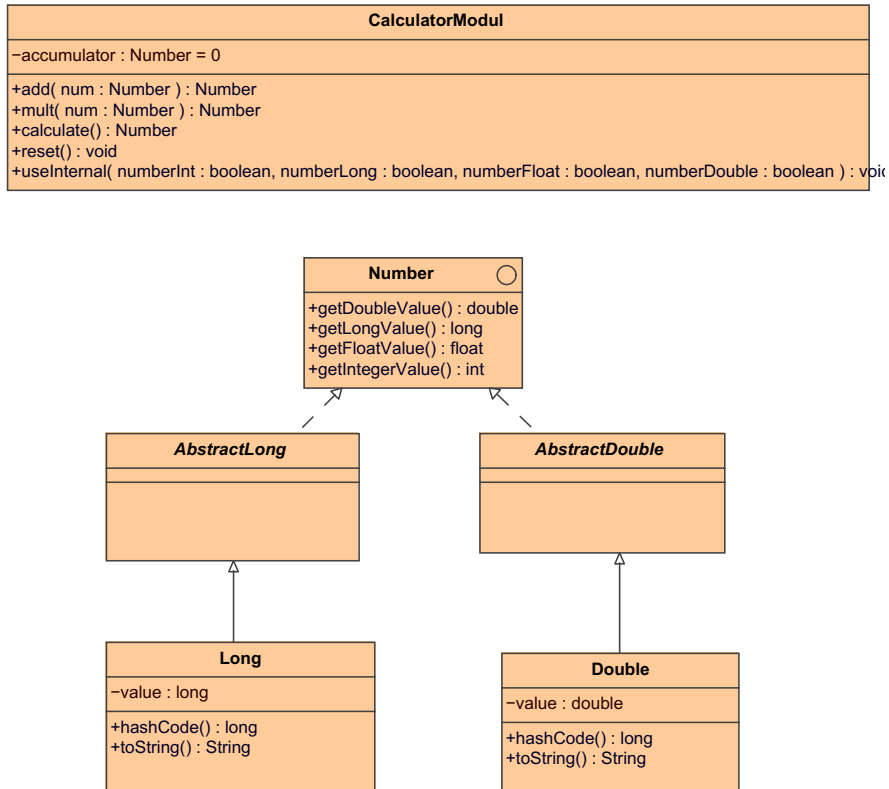 CalculatorModul
−accumulator : Number = 0
+add( num : Number ) : Number
+mult( num : Number ) : Number
+calculate() : Number
+reset() : void
+useInternal( numberInt : boolean, numberLong : boolean, numberFloat : boolean, numberDouble : boolean ) : void
Number
+getDoubleValue() : double
+getLongValue() : long
+getFloatValue() : float
+getIntegerValue() : int
AbstractLong
AbstractDouble
Long
−value : long
+hashCode() : long
+toString() : String
Double
−value : double
+hashCode() : long
+toString() : String